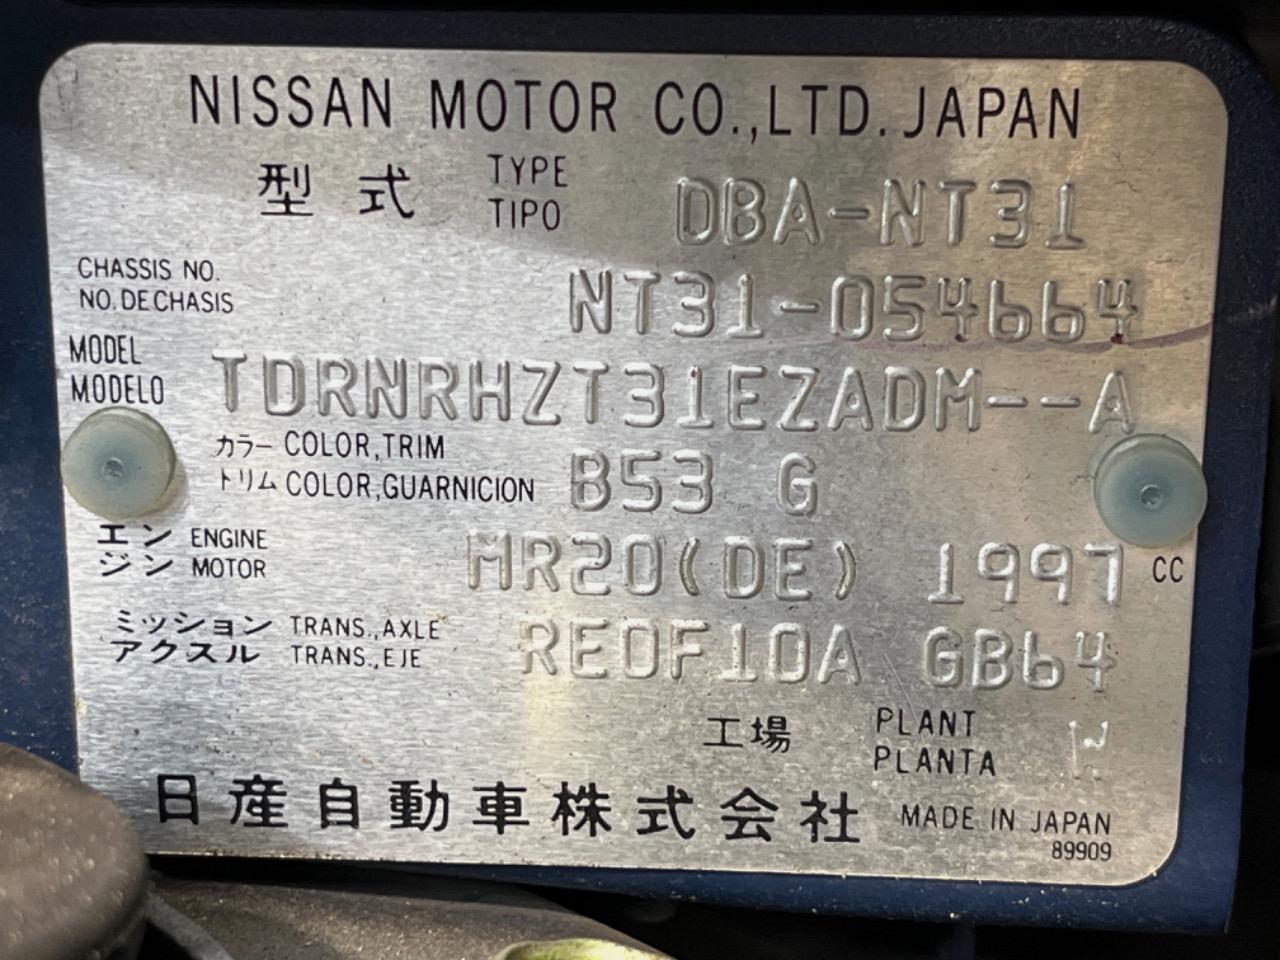 NISSAN MOTOR CO.,LTD. JAPAN
型式 TYPE TIPO DBA-NT31
CHASSIS NO.
NO.DE CHASIS NT31-054664
MODEL
MODELO TDRNRHZT31EZADM--A
カラー COLOR,TRIM
トリム COLOR,GUARNICION B53 G
エンジン ENGINE MOTOR MR20(DE) 1997 CC
ミッション TRANS.,AXLE
アクスル TRANS.,EJE RE0F10A GB64
工場 PLANT PLANTA W
日産自動車株式会社 MADE IN JAPAN
89909